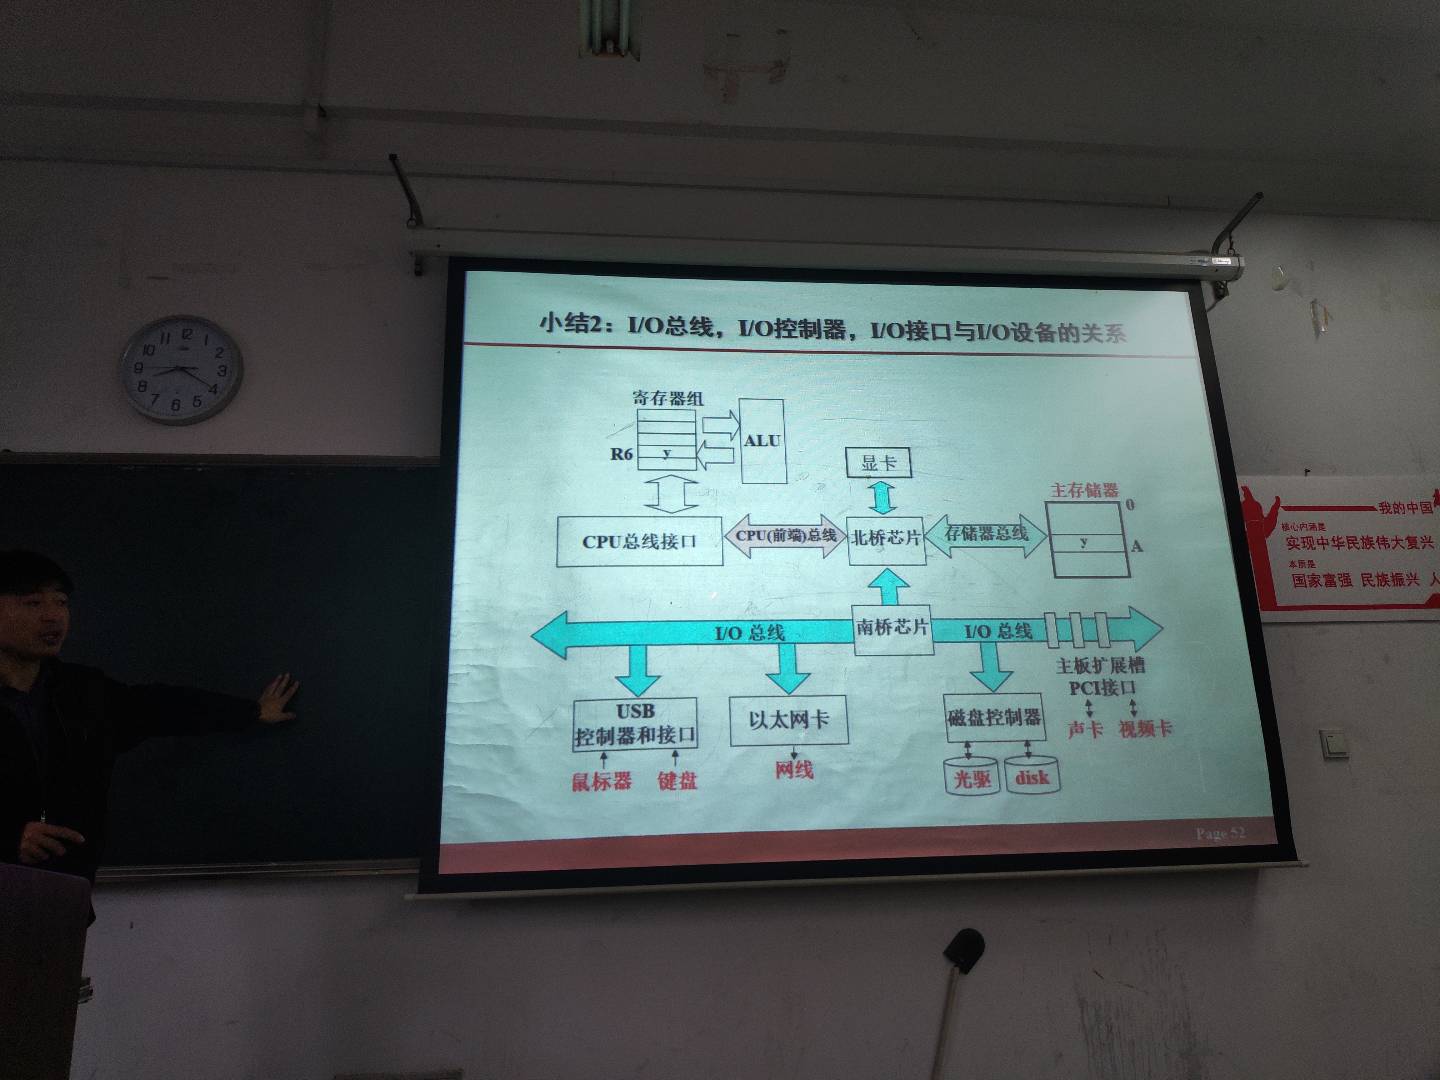 小结2：I/O总线，I/O控制器，I/O接口与I/O设备的关系
寄存器组
R6
y
ALU
显卡
CPU总线接口
CPU(前端)总线
北桥芯片
存储器总线
主存储器
0
y
A
I/O 总线
南桥芯片
I/O 总线
主板扩展槽
PCI接口
声卡
视频卡
USB
控制器和接口
鼠标器
键盘
以太网卡
网线
磁盘控制器
光驱
disk
Page 52
12
1
2
3
4
5
6
7
8
9
10
11
我的中国
核心内涵是
实现中华民族伟大复兴
本质是
国家富强 民族振兴 人